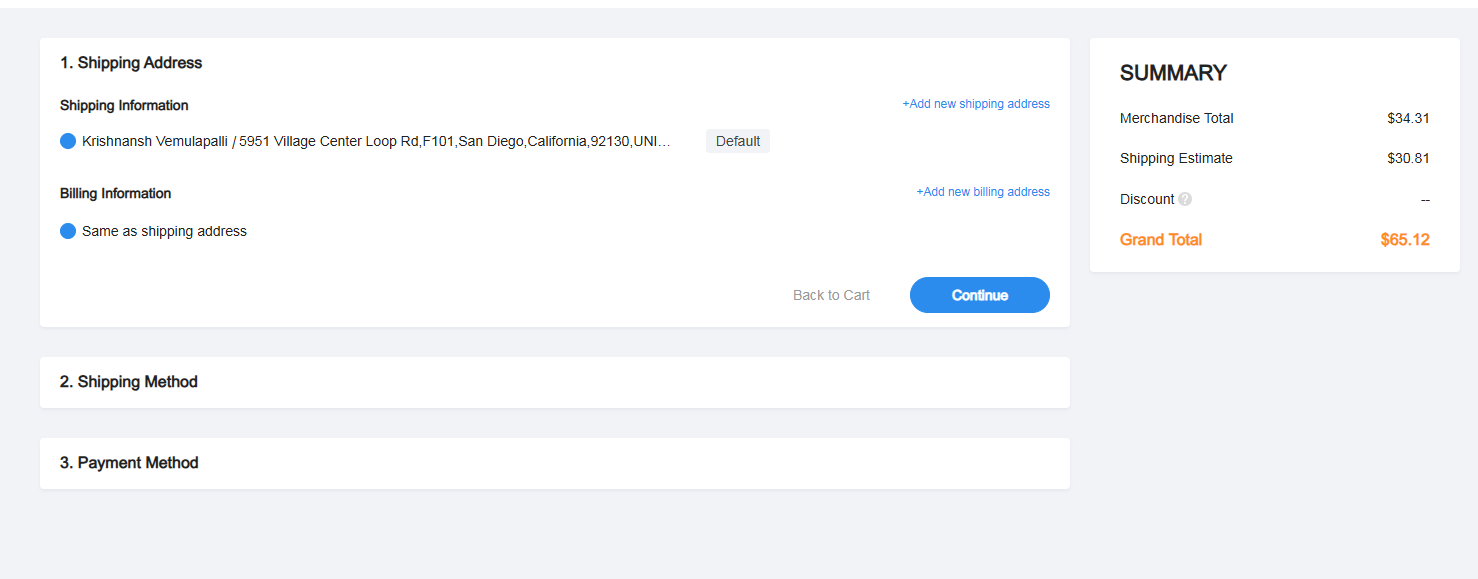 1. Shipping Address
Shipping Information
+Add new shipping address
Krishnansh Vemulapalli / 5951 Village Center Loop Rd,F101,San Diego,California,92130,UNI...
Default
Billing Information
+Add new billing address
Same as shipping address
Back to Cart
Continue
2. Shipping Method
3. Payment Method
SUMMARY
Merchandise Total $34.31
Shipping Estimate $30.81
Discount ? --
Grand Total $65.12